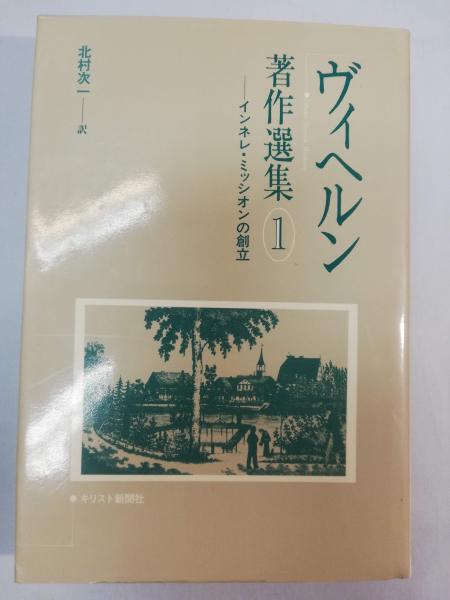 ヴィヘルン
著作選集1
──インネレ・ミッシオンの創立
北村次一──訳
●キリスト新聞社